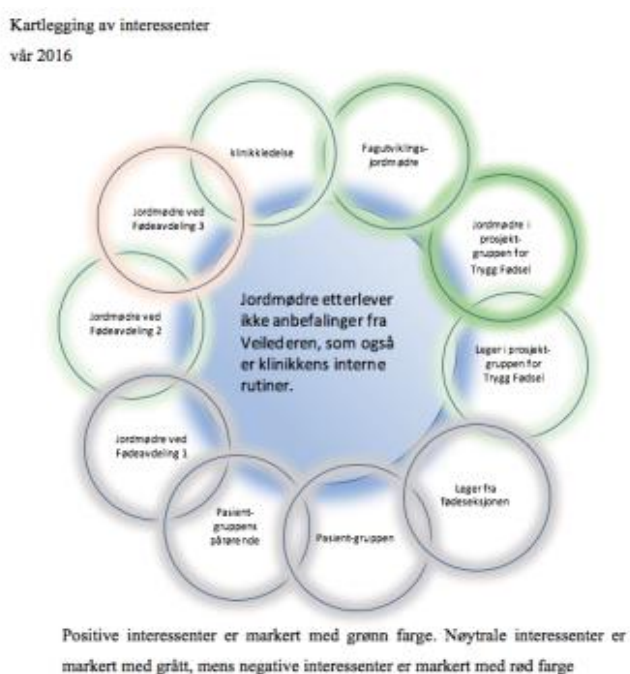 Kartlegging av interessenter
vår 2016
klinikkledelse
Fagutviklings-
jordmødre
Jordmødre i
prosjekt-
gruppen for
Trygg Fødsel
Leger i prosjekt-
gruppen for
Trygg Fødsel
Leger fra
fødeseksjonen
Pasient-gruppen
Pasient-
gruppens
pårørende
Jordmødre ved
Fødeavdeling 1
Jordmødre ved
Fødeavdeling 2
Jordmødre ved
Fødeavdeling 3
Jordmødre etterlever
ikke anbefalinger fra
Veilederen, som også
er klinikkens interne
rutiner.
Positive interessenter er markert med grønn farge. Nøytrale interessenter er
markert med grått, mens negative interessenter er markert med rød farge